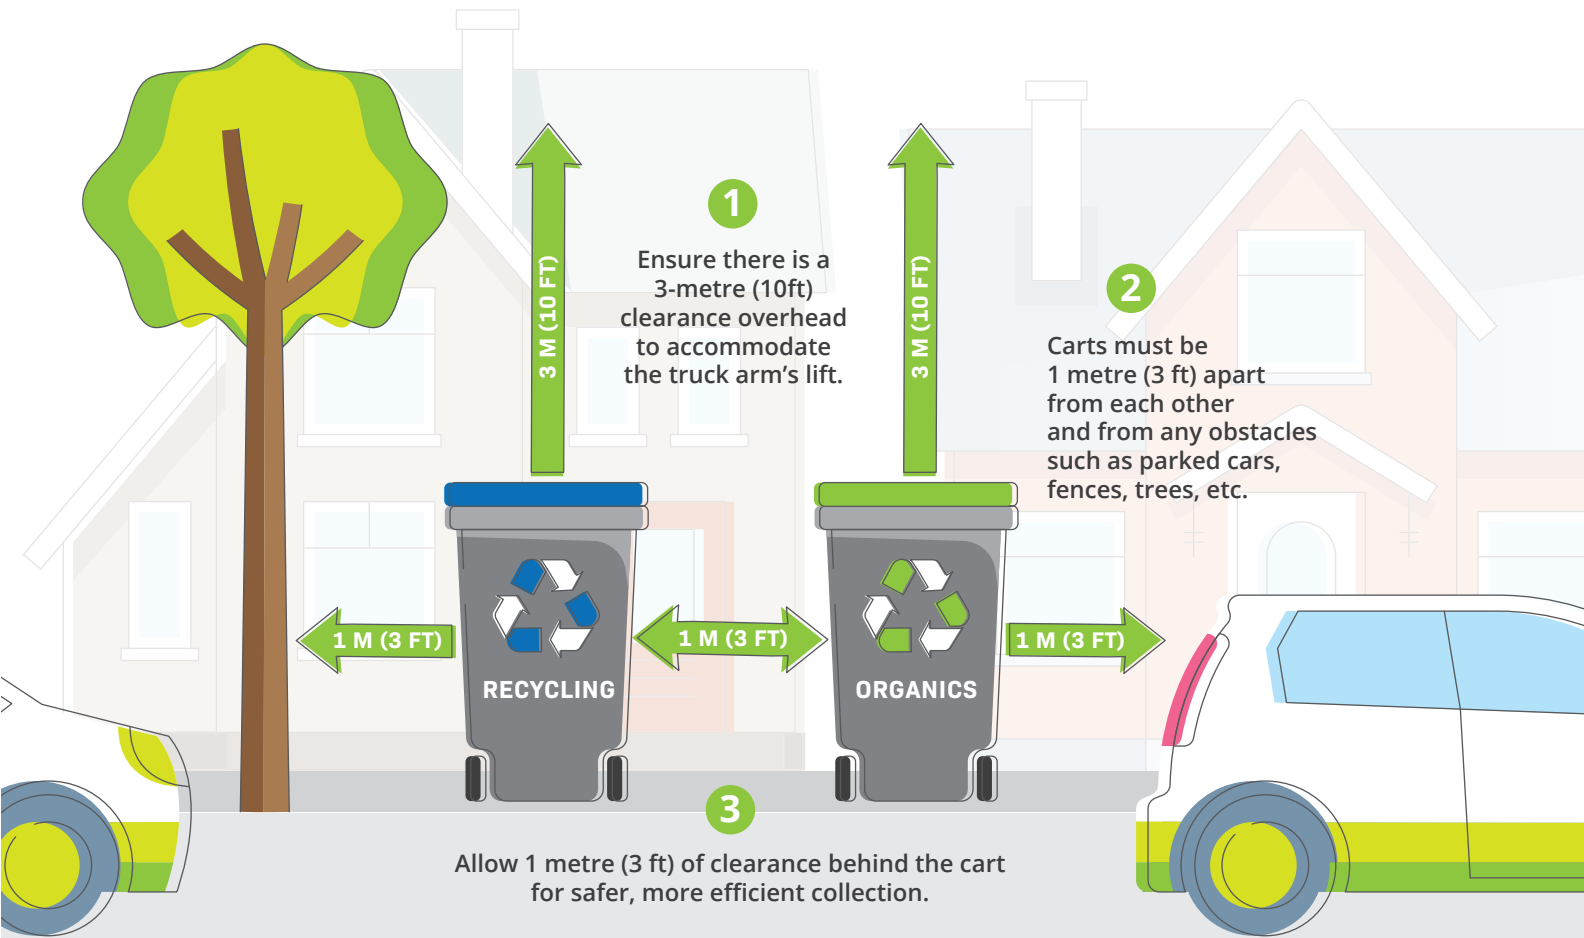 1
Ensure there is a
3-metre (10ft)
clearance overhead
to accommodate
the truck arm's lift.
3 M (10 FT)
3 M (10 FT)
2
Carts must be
1 metre (3 ft) apart
from each other
and from any obstacles
such as parked cars,
fences, trees, etc.
1 M (3 FT)
1 M (3 FT)
1 M (3 FT)
RECYCLING
ORGANICS
3
Allow 1 metre (3 ft) of clearance behind the cart
for safer, more efficient collection.